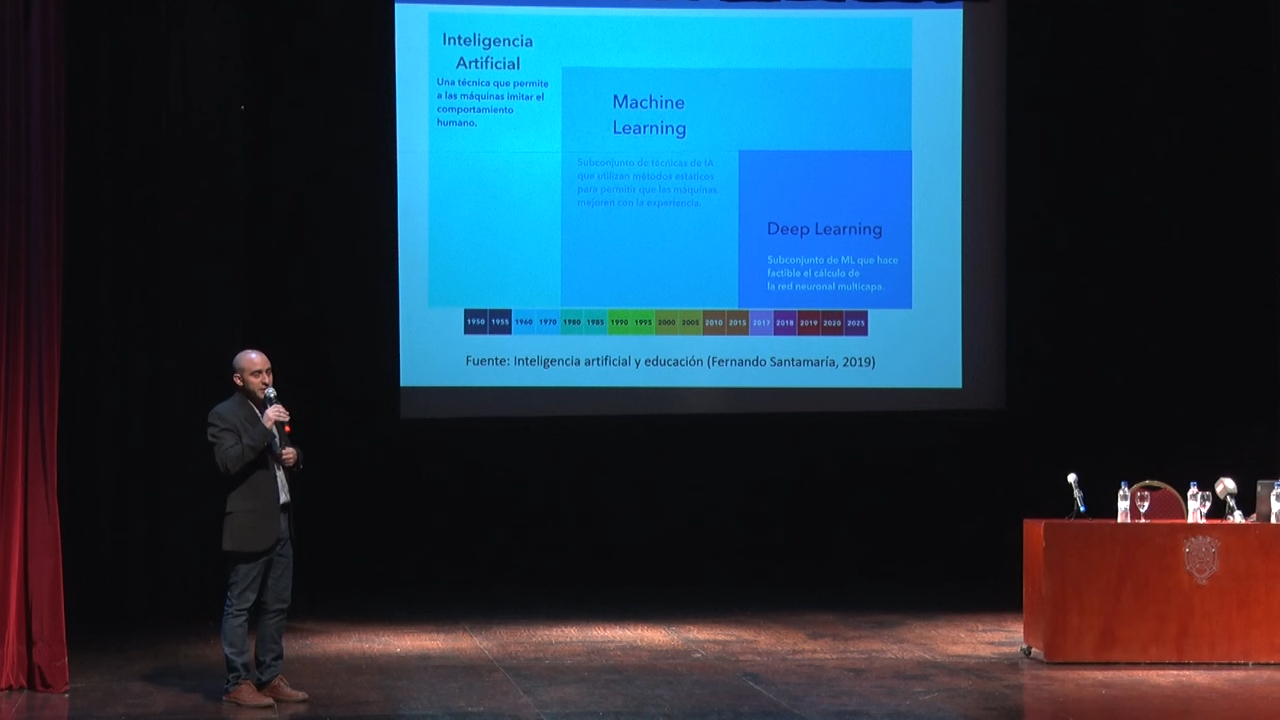 Inteligencia
Artificial
Una técnica que permite
a las máquinas imitar el
comportamiento
humano.
Machine
Learning
Subconjunto de técnicas de IA
que utilizan métodos estáticos
para permitir que las máquinas
mejoren con la experiencia.
Deep Learning
Subconjunto de ML que hace
factible el cálculo de
la red neuronal multicapa.
1950 1955 1960 1970 1980 1985 1990 1995 2000 2005 2010 2015 2017 2018 2019 2020 2025
Fuente: Inteligencia artificial y educación (Fernando Santamaría, 2019)